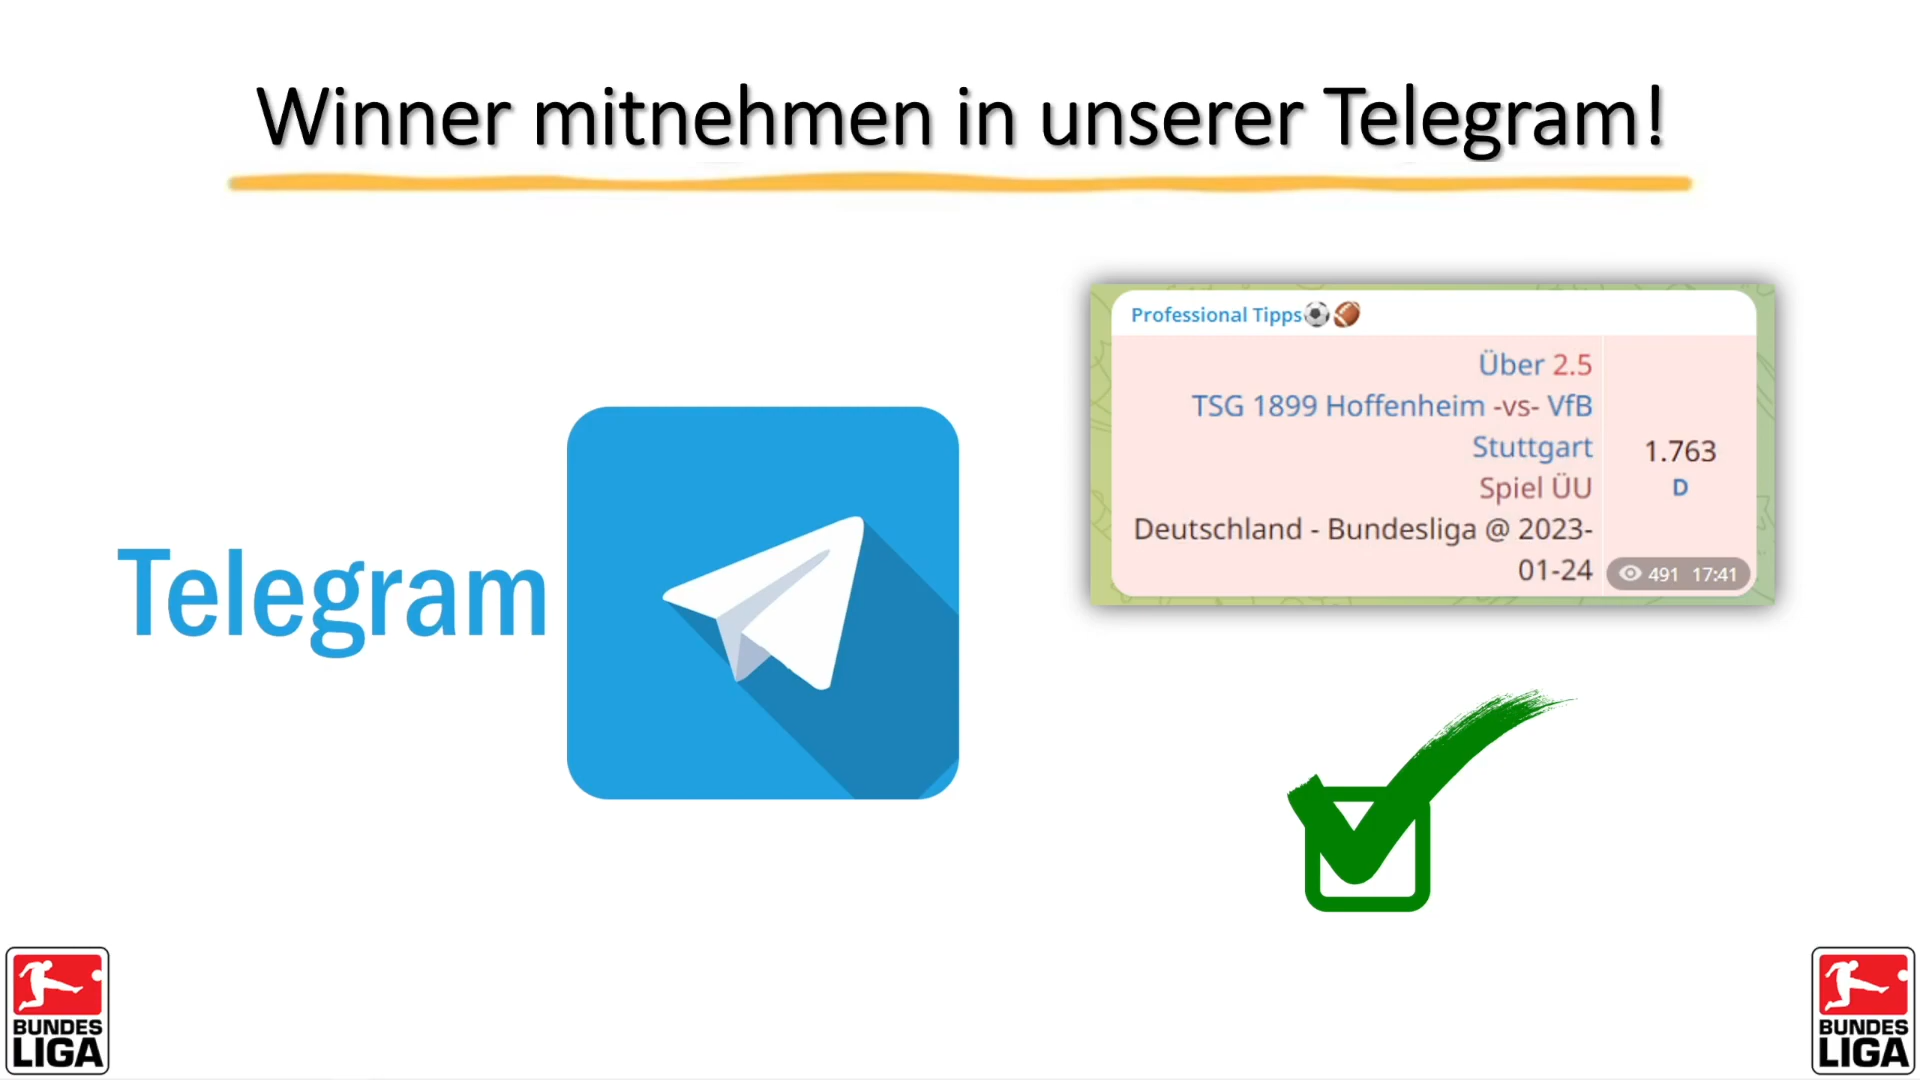 Winner mitnehmen in unserer Telegram!
Telegram
Professional Tipps⚽🏈
Über 2.5
TSG 1899 Hoffenheim -vs- VfB
Stuttgart
Spiel ÜU
Deutschland - Bundesliga @ 2023-
01-24
1.763
D
491 17:41
BUNDES
LIGA
BUNDES
LIGA